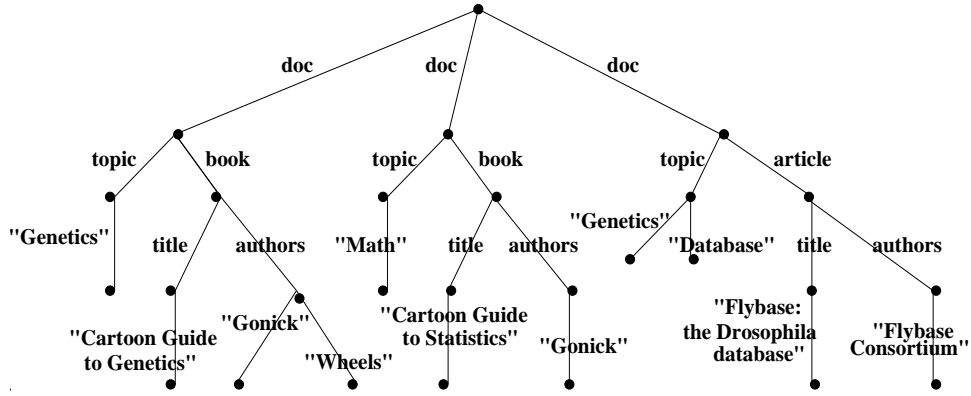 doc doc doc
topic book topic book topic article
"Genetics"
"Genetics" title authors "Math" title authors "Database" title authors
"Cartoon Guide
to Genetics"
"Gonick"
"Wheels"
"Cartoon Guide
to Statistics"
"Gonick"
"Flybase:
the Drosophila
database"
"Flybase
Consortium"